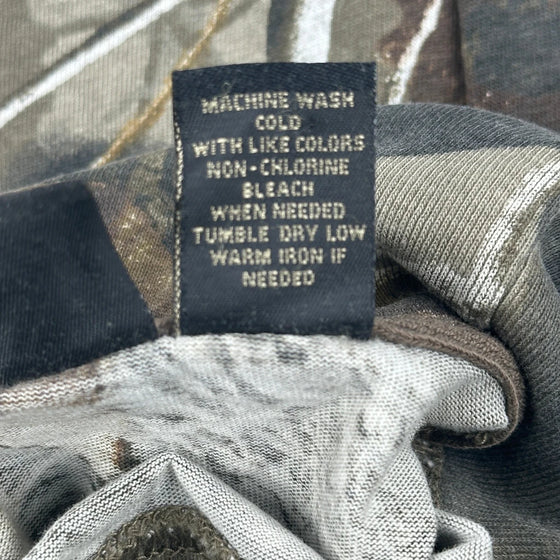 MACHINE WASH
COLD
WITH LIKE COLORS
NON-CHLORINE
BLEACH
WHEN NEEDED
TUMBLE DRY LOW
WARM IRON IF
NEEDED